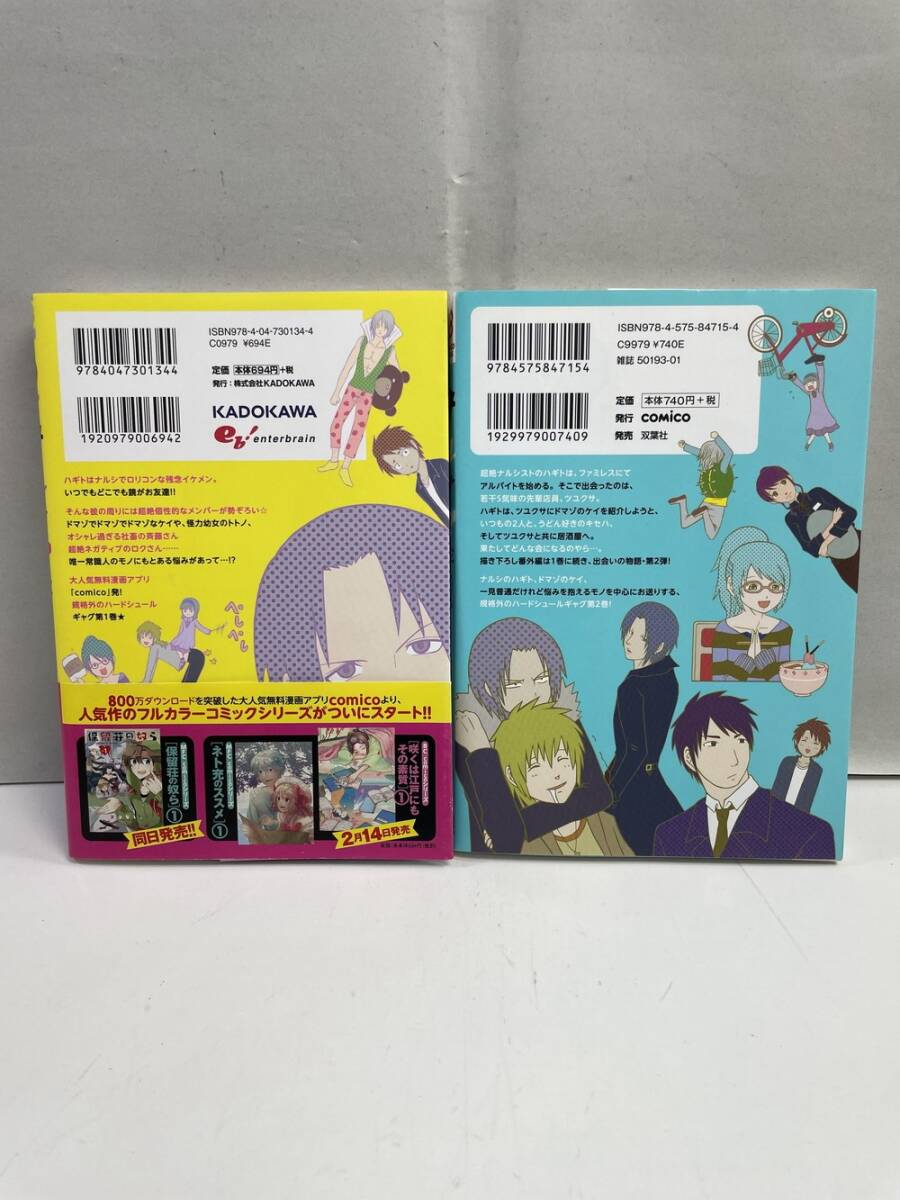 ISBN978-4-04-730134-4
C0979 ¥694E
9784047301344
定価 本体694円+税
発行:株式会社KADOKAWA
1920979006942
KADOKAWA
eb! enterbrain
ハギトはナルシでロリコンな残念イケメン。
いつでもどこでも鏡がお友達!!
そんな彼の周りには超絶個性的なメンバーが勢ぞろい☆
ドマゾでドマゾでドマゾなケイや、怪力幼女のトトノ、
オシャレ過ぎる社畜の斉藤さん
超絶ネガティブのロクさん……
唯一常識人のモノにもとある悩みがあって…!?
大人気無料漫画アプリ
「comico」発!
規格外のハードシュール
ギャグ第1巻★
ぺしぺし
800万ダウンロードを突破した大人気無料漫画アプリcomicoより、
人気作のフルカラーコミックシリーズがついにスタート!!
保留荘の奴ら
MFC comicoシリーズ
[保留荘の奴ら]①
MFC comicoシリーズ
[ネト充のススメ]①
[咲くは江戸にも
その素質]①
同日発売!!
2月14日発売
ISBN978-4-575-84715-4
C9979 ¥740E
雑誌 50193-01
9784575847154
定価 本体740円+税
発行 comico
発売 双葉社
1929979007409
超絶ナルシストのハギトは、ファミレスにて
アルバイトを始める。そこで出会ったのは、
若干S気味の先輩店員、ツユクサ。
ハギトは、ツユクサにドマゾのケイを紹介しようと、
いつもの2人と、うどん好きのキセハ、
そしてツユクサと共に居酒屋へ。
果たしてどんな会になるのやら…。
描き下ろし番外編は1巻に続き、出会いの物語・第2弾!
ナルシのハギト、ドマゾのケイ、
一見普通だけれど悩みを抱えるモノを中心にお送りする、
規格外のハードシュールギャグ第2巻!